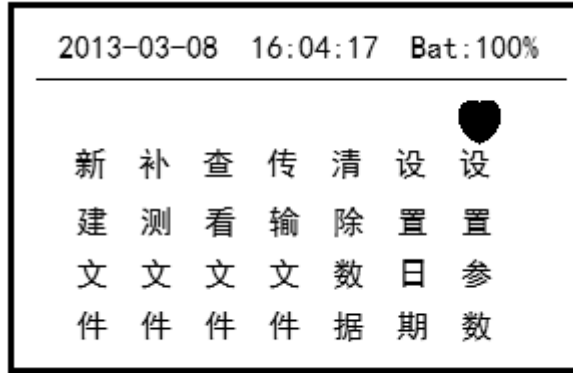 2013-03-08 16:04:17 Bat:100%
新建文件
补测文件
查看文件
传输文件
清除数据
设置日期
设置参数